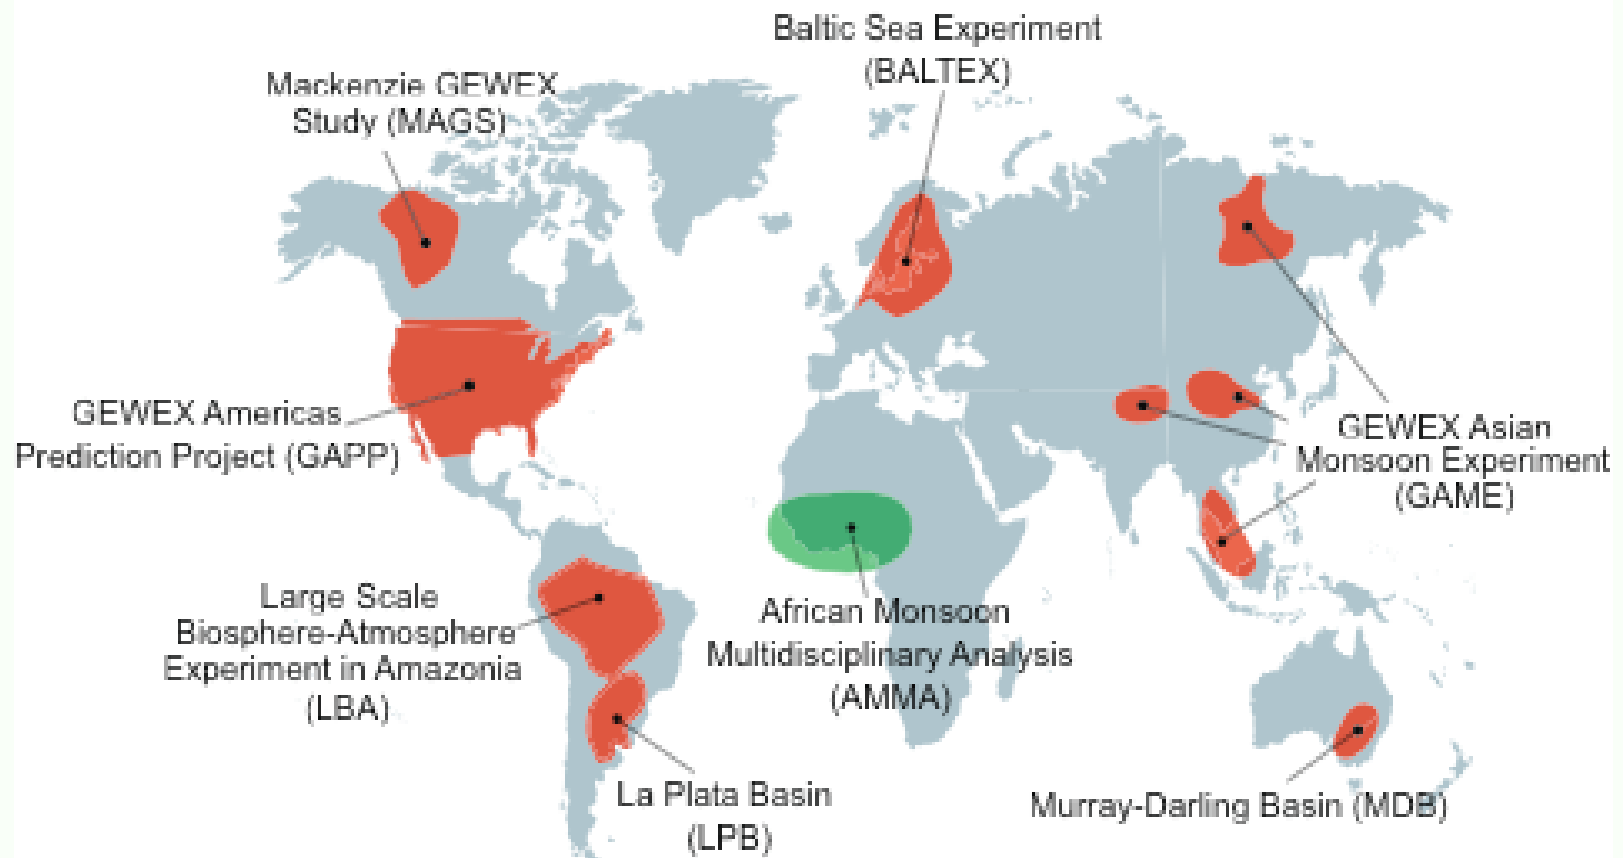 Baltic Sea Experiment
(BALTEX)
Mackenzie GEWEX
Study (MAGS)
GEWEX Americas
Prediction Project (GAPP)
GEWEX Asian
Monsoon Experiment
(GAME)
Large Scale
Biosphere-Atmosphere
Experiment in Amazonia
(LBA)
African Monsoon
Multidisciplinary Analysis
(AMMA)
La Plata Basin
(LPB)
Murray-Darling Basin (MDB)